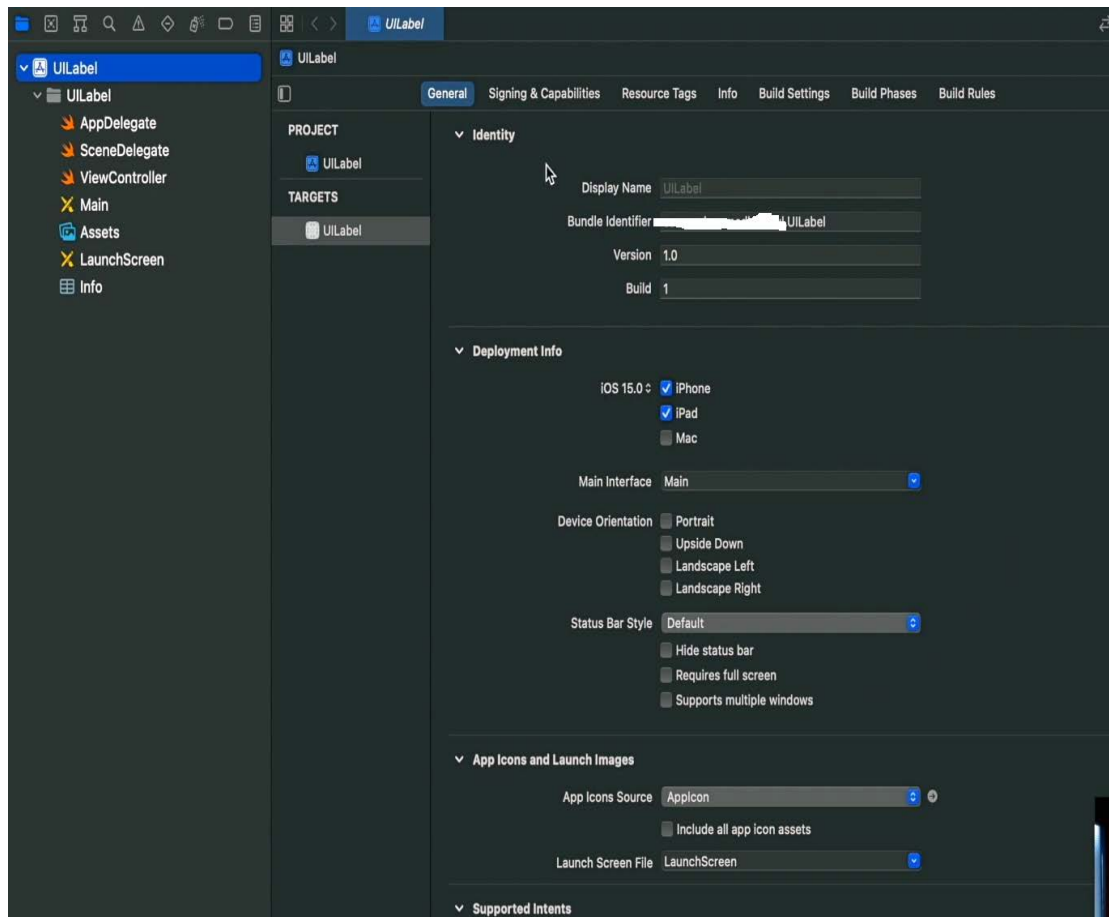 UILabel
UILabel
UILabel
AppDelegate
SceneDelegate
ViewController
Main
Assets
LaunchScreen
Info
UILabel
General Signing & Capabilities Resource Tags Info Build Settings Build Phases Build Rules
PROJECT
UILabel
TARGETS
UILabel
Identity
Display Name UILabel
Bundle Identifier UILabel
Version 1.0
Build 1
Deployment Info
iOS 15.0 iPhone
iPad
Mac
Main Interface Main
Device Orientation Portrait
Upside Down
Landscape Left
Landscape Right
Status Bar Style Default
Hide status bar
Requires full screen
Supports multiple windows
App Icons and Launch Images
App Icons Source AppIcon
Include all app icon assets
Launch Screen File LaunchScreen
Supported Intents